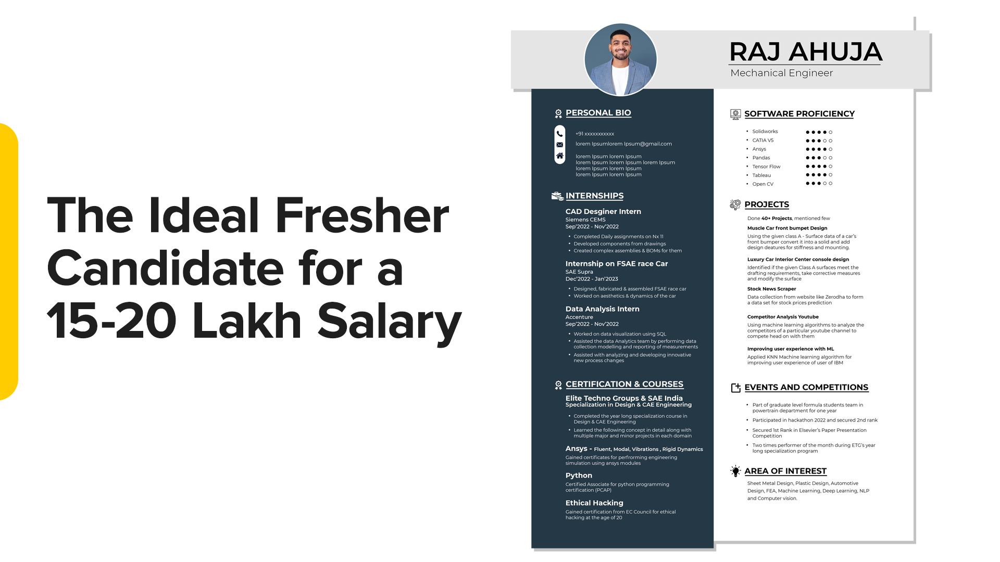 The Ideal Fresher
Candidate for a
15-20 Lakh Salary
RAJ AHUJA
Mechanical Engineer
PERSONAL BIO
+91 xxxxxxxxxxx
lorem Ipsumlorem Ipsum@gmail.com
lorem Ipsum lorem Ipsum
lorem Ipsum lorem Ipsum lorem Ipsum
lorem Ipsum lorem Ipsum
lorem Ipsum lorem Ipsum
INTERNSHIPS
CAD Desginer Intern
Siemens CEMS
Sep'2022 - Nov'2022
• Completed Daily assignments on Nx 11
• Developed components from drawings
• Created complex assemblies & BOMs for them
Internship on FSAE race Car
SAE Supra
Dec'2022 - Jan'2023
• Designed, fabricated & assembled FSAE race car
• Worked on aesthetics & dynamics of the car
Data Analysis Intern
Accenture
Sep'2022 - Nov'2022
• Worked on data visualization using SQL
• Assisted the data Analytics team by performing data
collection modelling and reporting of measurements
• Assisted with analyzing and developing innovative
new process changes
CERTIFICATION & COURSES
Elite Techno Groups & SAE India
Specialization in Design & CAE Engineering
• Completed the year long specialization course in
Design & CAE Engineering
• Learned the following concept in detail along with
multiple major and minor projects in each domain
Ansys - Fluent, Modal, Vibrations , Rigid Dynamics
Gained certificates for perfrorming engineering
simulation using ansys modules
Python
Certified Associate for python programming
certification (PCAP)
Ethical Hacking
Gained certification from EC Council for ethical
hacking at the age of 20
SOFTWARE PROFICIENCY
• Solidworks
• CATIA V5
• Ansys
• Pandas
• Tensor Flow
• Tableau
• Open CV
PROJECTS
Done 40+ Projects, mentioned few
Muscle Car front bumpet Design
Using the given class A - Surface data of a car's
front bumper convert it into a solid and add
design deatures for stiffness and mounting.
Luxury Car Interior Center console design
Identified if the given Class A surfaces meet the
drafting requirements, take corrective measures
and modify the surface
Stock News Scraper
Data collection from website like Zerodha to form
a data set for stock prices prediction
Competitor Analysis Youtube
Using machine learning algorithms to analyze the
competitors of a particular youtube channel to
compete head on with them
Improving user experience with ML
Applied KNN Machine learning algorithm for
improving user experience of user of IBM
EVENTS AND COMPETITIONS
• Part of graduate level formula students team in
powertrain department for one year
• Participated in hackathon 2022 and secured 2nd rank
• Secured 1st Rank in Elsevier's Paper Presentation
Competition
• Two times performer of the month during ETG's year
long specialization program
AREA OF INTEREST
Sheet Metal Design, Plastic Design, Automotive
Design, FEA, Machine Learning, Deep Learning, NLP
and Computer vision.